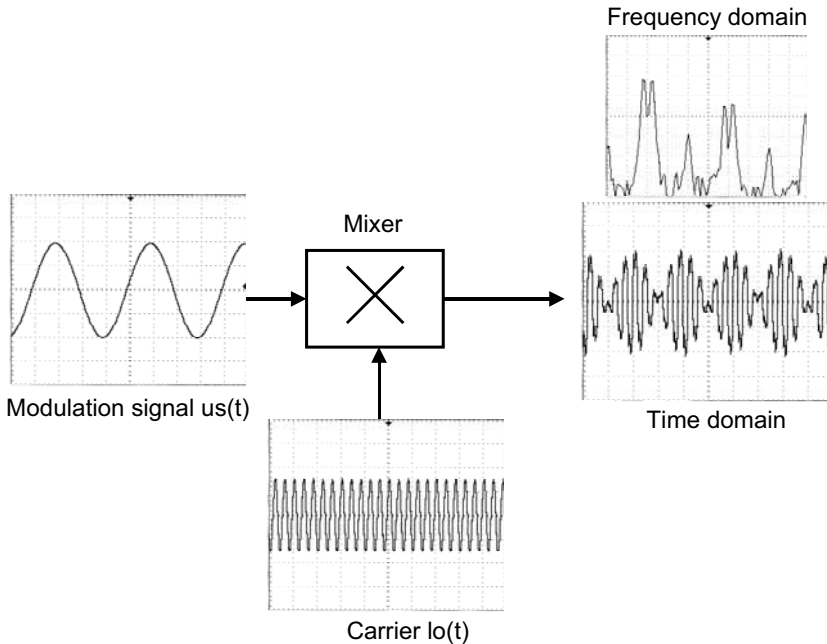 Frequency domain
Mixer
Modulation signal us(t)
Time domain
Carrier lo(t)